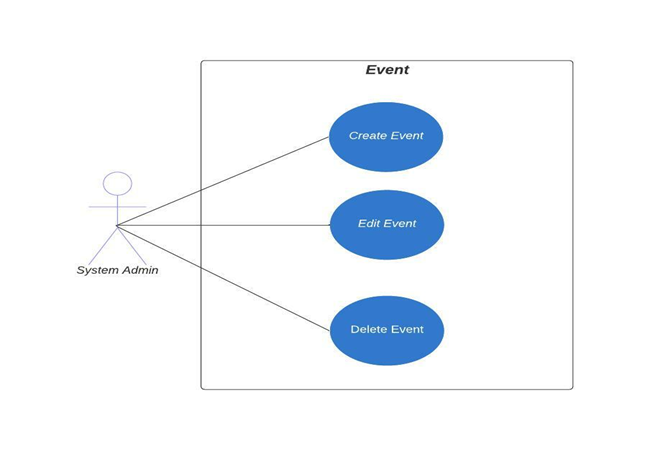 Event
Create Event
Edit Event
System Admin
Delete Event